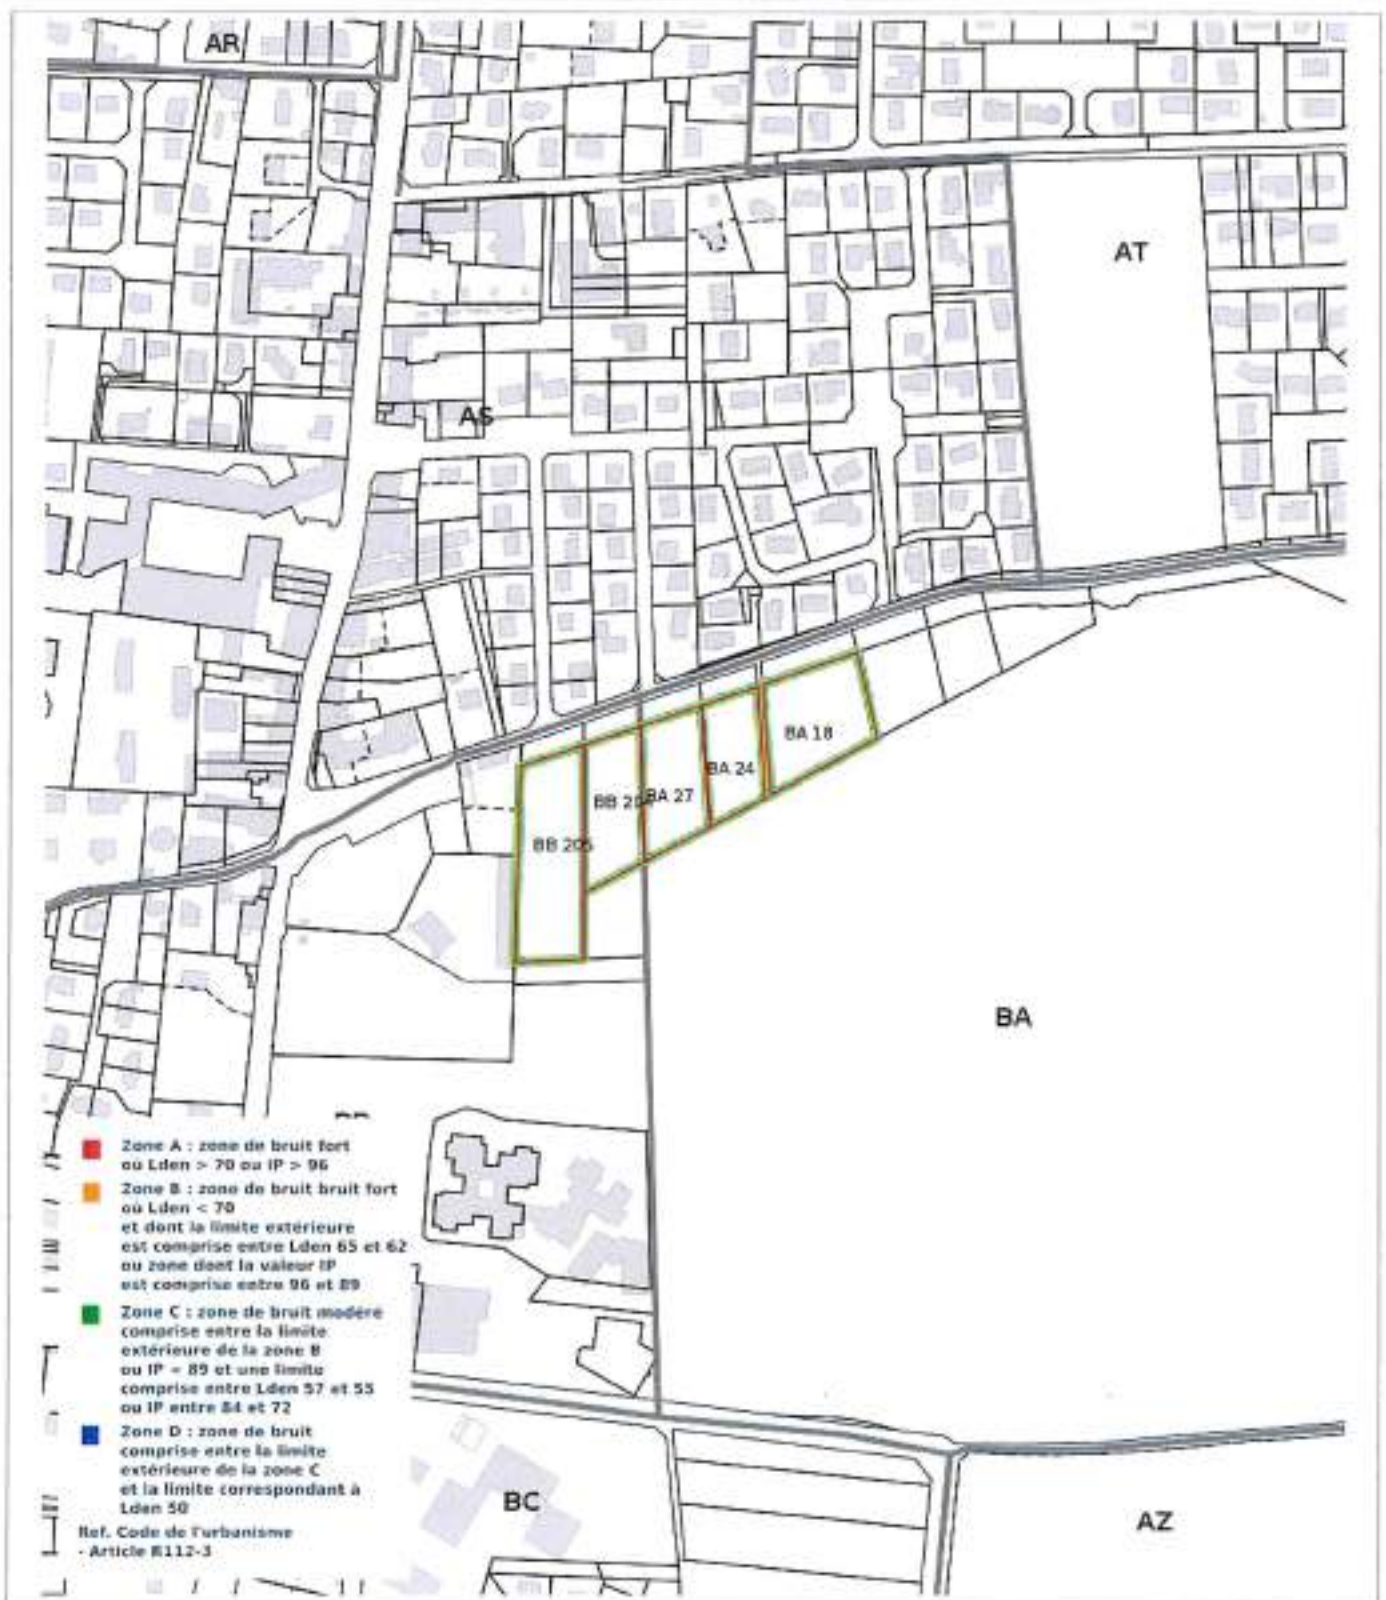 AR
AT
AS
BA 18
BA 24
BA 27
BB 205
BA
Zone A : zone de bruit fort
où Lden > 70 ou IP > 96
Zone B : zone de bruit bruit fort
où Lden < 70
et dont la limite extérieure
est comprise entre Lden 65 et 62
ou zone dont la valeur IP
est comprise entre 96 et 89
Zone C : zone de bruit modéré
comprise entre la limite
extérieure de la zone B
ou IP = 89 et une limite
comprise entre Lden 57 et 55
ou IP entre 84 et 72
Zone D : zone de bruit
comprise entre la limite
extérieure de la zone C
et la limite correspondant à
Lden 50
Ref. Code de l'urbanisme
- Article R112-3
BC
AZ